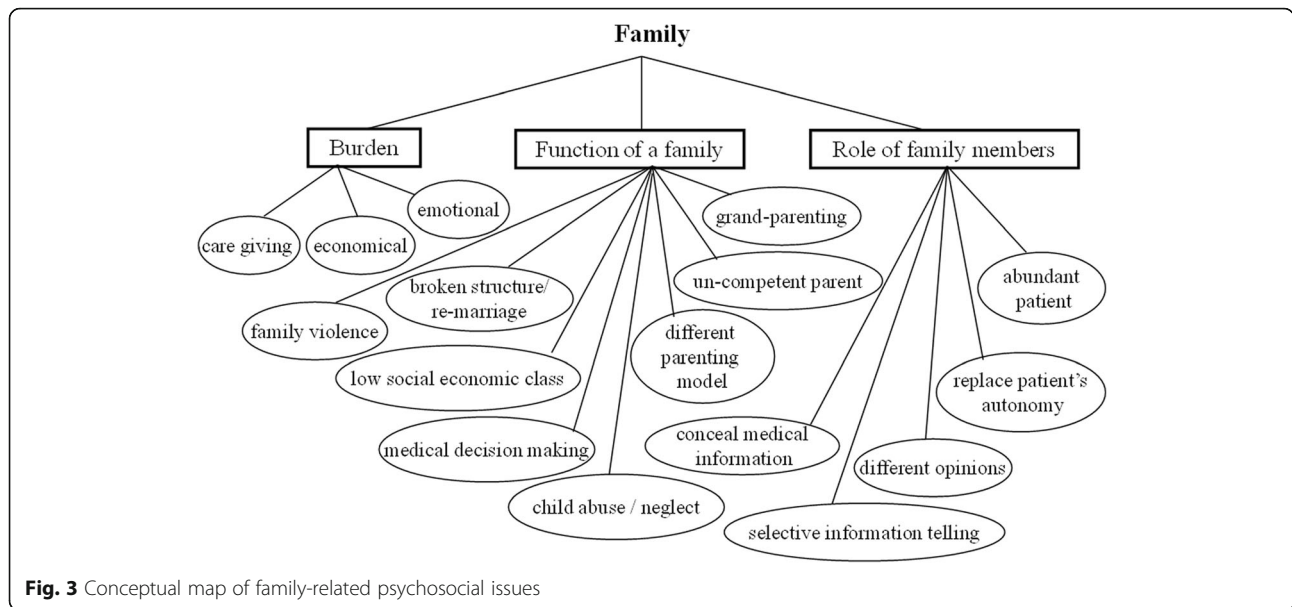 Family
Burden
Function of a family
Role of family members
emotional
care giving
economical
grand-parenting
un-competent parent
broken structure/
re-marriage
family violence
different
parenting
model
low social economic class
medical decision making
child abuse / neglect
abundant
patient
replace patient's
autonomy
conceal medical
information
different opinions
selective information telling
Fig. 3 Conceptual map of family-related psychosocial issues